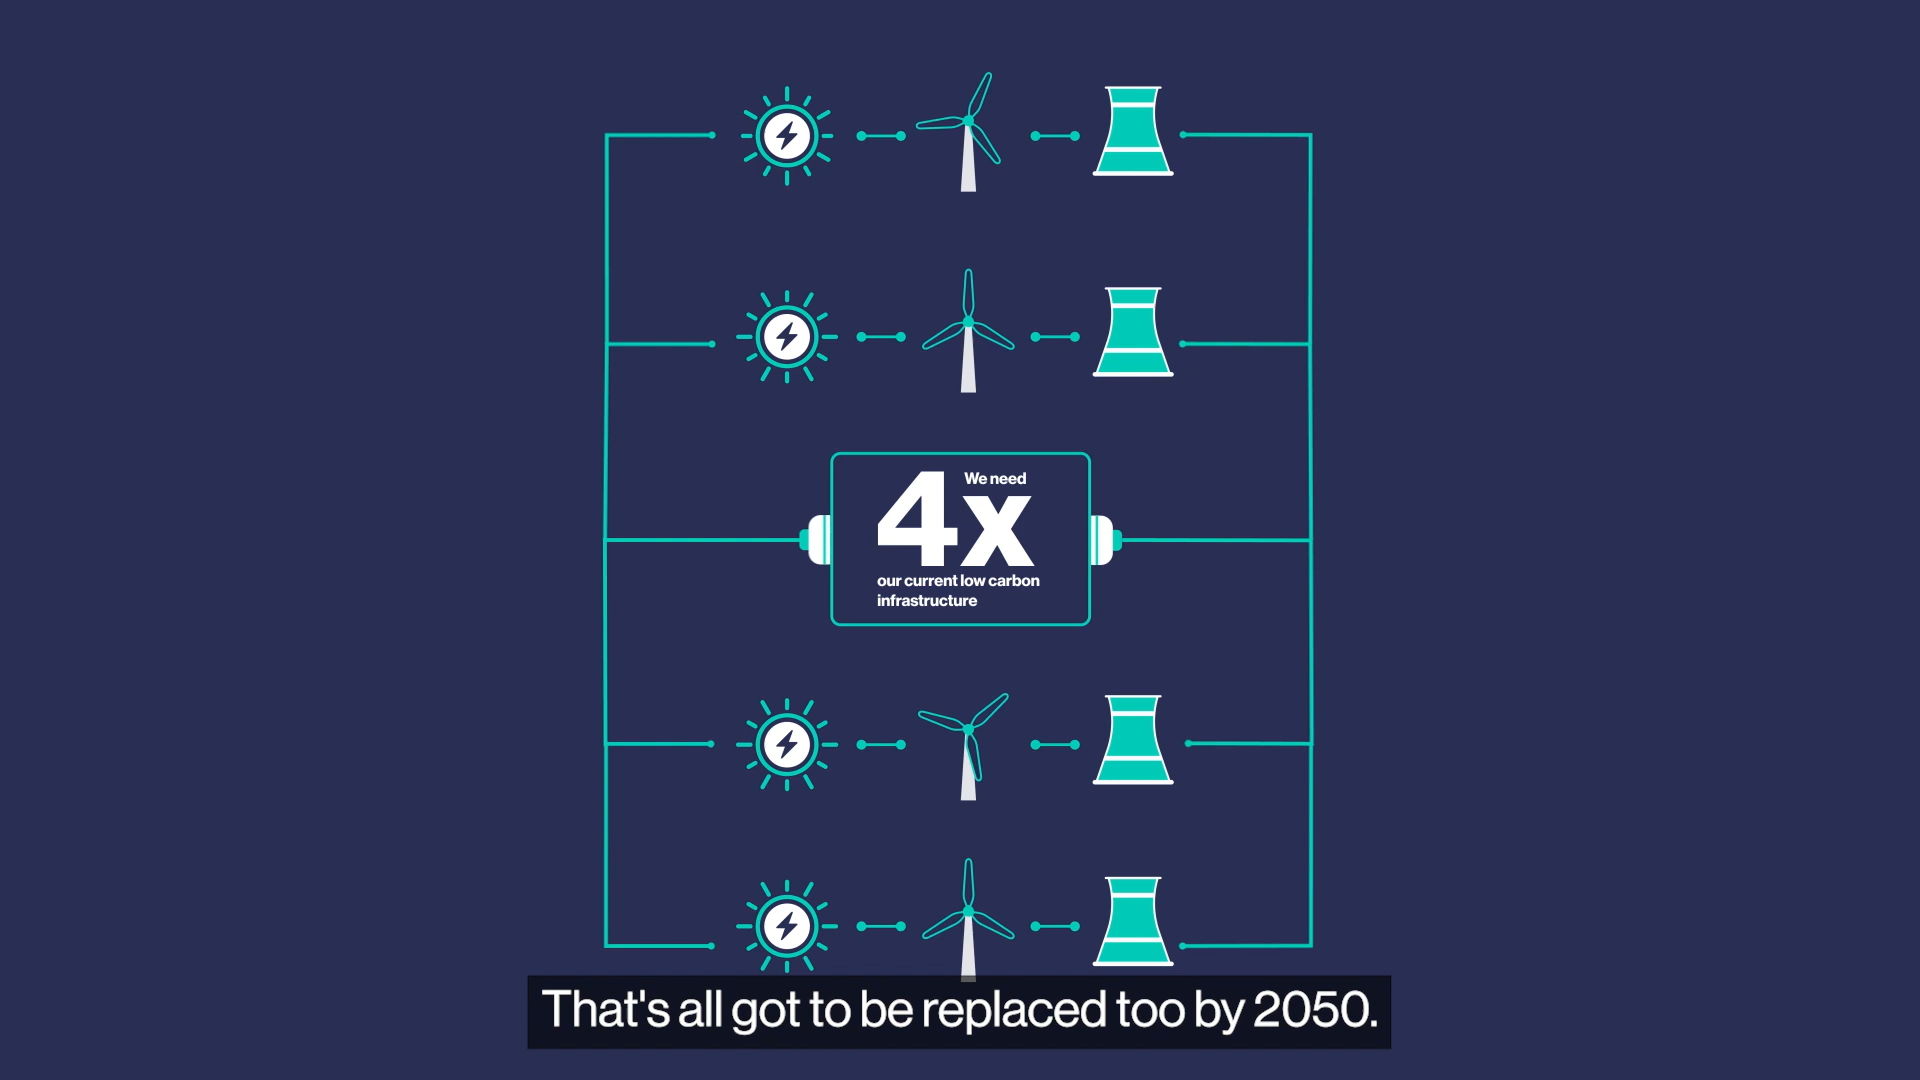 We need
4x
our current low carbon
infrastructure
That's all got to be replaced too by 2050.